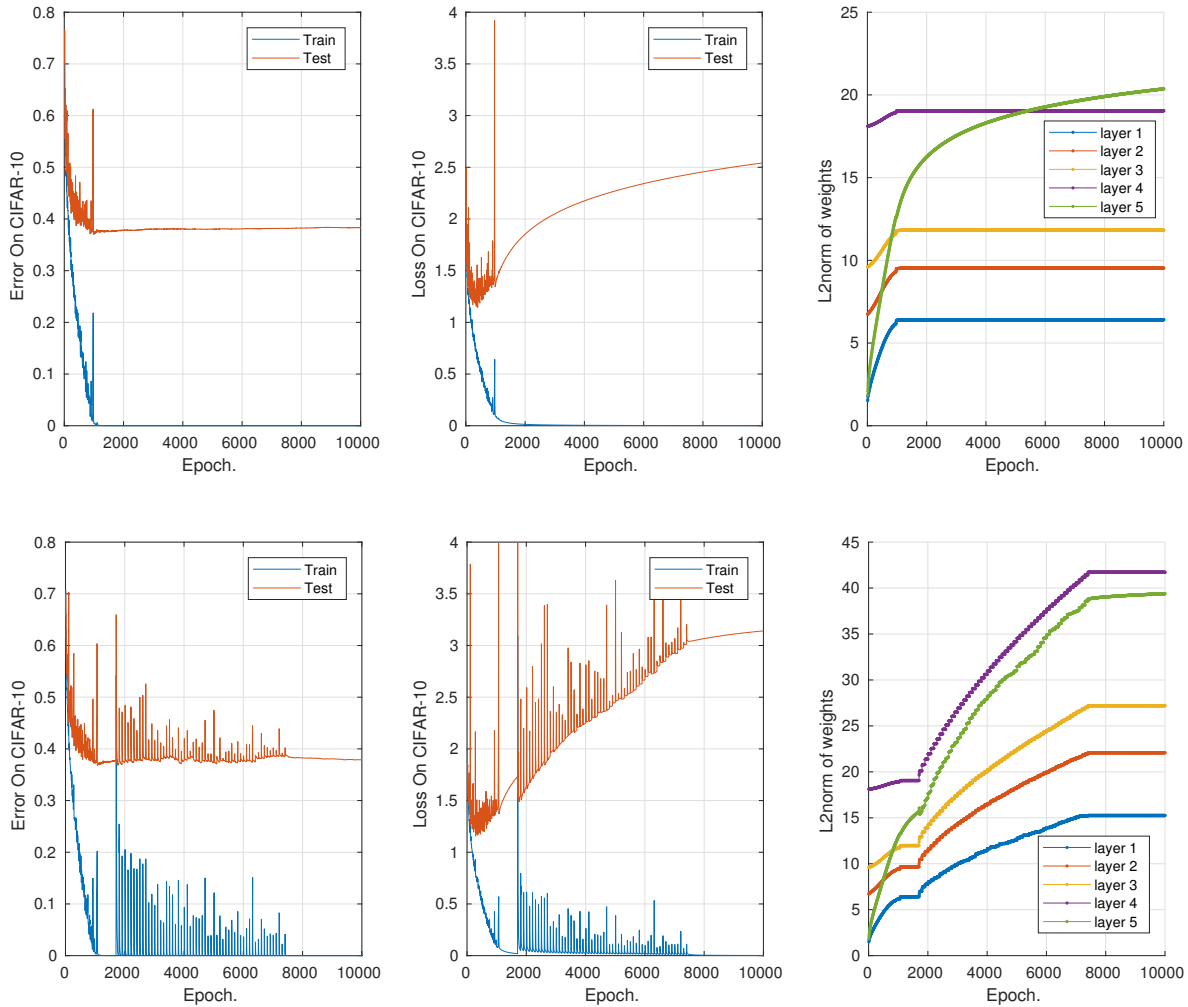 0.8
0.7
0.6
0.5
0.4
0.3
0.2
0.1
0
Error On CIFAR-10
Train
Test
0 2000 4000 6000 8000 10000
Epoch.
4
3.5
3
2.5
2
1.5
1
0.5
0
Loss On CIFAR-10
Train
Test
0 2000 4000 6000 8000 10000
Epoch.
25
20
15
10
5
0
L2norm of weights
layer 1
layer 2
layer 3
layer 4
layer 5
0 2000 4000 6000 8000 10000
Epoch.
0.8
0.7
0.6
0.5
0.4
0.3
0.2
0.1
0
Error On CIFAR-10
Train
Test
0 2000 4000 6000 8000 10000
Epoch.
4
3.5
3
2.5
2
1.5
1
0.5
0
Loss On CIFAR-10
Train
Test
0 2000 4000 6000 8000 10000
Epoch.
45
40
35
30
25
20
15
10
5
0
L2norm of weights
layer 1
layer 2
layer 3
layer 4
layer 5
0 2000 4000 6000 8000 10000
Epoch.